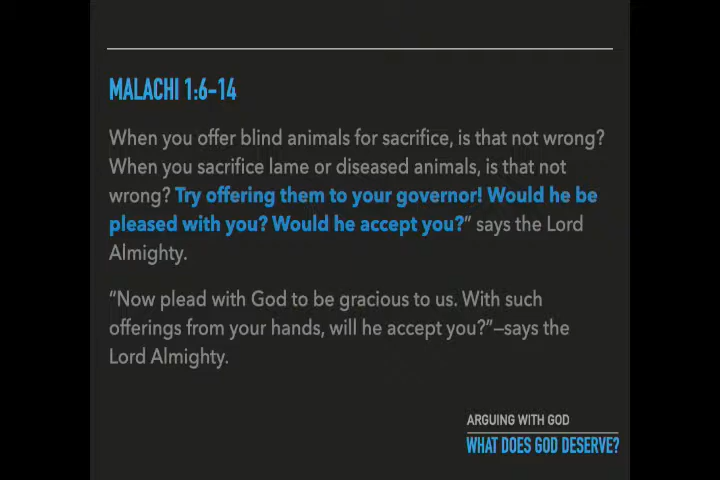 MALACHI 1:6-14
When you offer blind animals for sacrifice, is that not wrong?
When you sacrifice lame or diseased animals, is that not
wrong? Try offering them to your governor! Would he be
pleased with you? Would he accept you?” says the Lord
Almighty.
“Now plead with God to be gracious to us. With such
offerings from your hands, will he accept you?”—says the
Lord Almighty.
ARGUING WITH GOD
WHAT DOES GOD DESERVE?